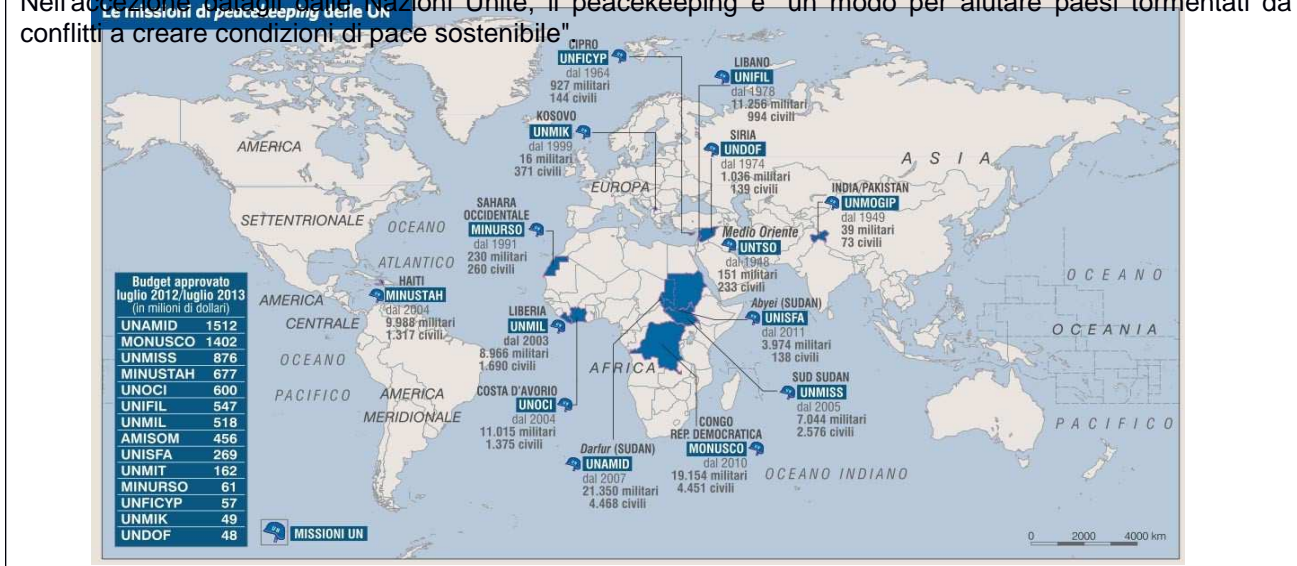 Nell'accezione datagli dalle Nazioni Unite, il peacekeeping è "un modo per aiutare paesi tormentati da
conflitti a creare condizioni di pace sostenibile".
Le missioni di peacekeeping delle UN
CIPRO
UNFICYP
dal 1964
927 militari
144 civili
LIBANO
UNIFIL
dal 1978
11.256 militari
994 civili
KOSOVO
UNMIK
dal 1999
16 militari
371 civili
SIRIA
UNDOF
dal 1974
1.036 militari
139 civili
AMERICA
SETTENTRIONALE
EUROPA
ASIA
INDIA/PAKISTAN
UNMOGIP
dal 1949
39 militari
73 civili
SAHARA
OCCIDENTALE
MINURSO
dal 1991
230 militari
260 civili
OCEANO
ATLANTICO
Medio Oriente
UNTSO
dal 1948
151 militari
233 civili
HAITI
MINUSTAH
dal 2004
9.988 militari
1.317 civili
AMERICA
CENTRALE
LIBERIA
UNMIL
dal 2003
8.966 militari
1.690 civili
Abyei (SUDAN)
UNISFA
dal 2011
3.974 militari
138 civili
OCEANO
OCEANIA
PACIFICO
OCEANO
PACIFICO
AMERICA
MERIDIONALE
AFRICA
COSTA D'AVORIO
UNOCI
dal 2004
11.015 militari
1.375 civili
SUD SUDAN
UNMISS
dal 2005
7.044 militari
2.576 civili
Darfur (SUDAN)
UNAMID
dal 2007
21.350 militari
4.468 civili
CONGO
REP. DEMOCRATICA
MONUSCO
dal 2010
19.154 militari
4.451 civili
OCEANO INDIANO
Budget approvato
luglio 2012/luglio 2013
(in milioni di dollari)
UNAMID 1512
MONUSCO 1402
UNMISS 876
MINUSTAH 677
UNOCI 600
UNIFIL 547
UNMIL 518
AMISOM 456
UNISFA 269
UNMIT 162
MINURSO 61
UNFICYP 57
UNMIK 49
UNDOF 48
MISSIONI UN
0 2000 4000 km